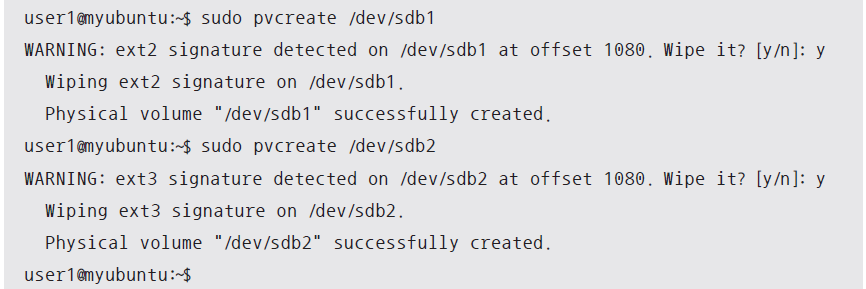 user1@myubuntu:~$ sudo pvcreate /dev/sdb1
WARNING: ext2 signature detected on /dev/sdb1 at offset 1080. Wipe it? [y/n]: y
  Wiping ext2 signature on /dev/sdb1.
  Physical volume "/dev/sdb1" successfully created.
user1@myubuntu:~$ sudo pvcreate /dev/sdb2
WARNING: ext3 signature detected on /dev/sdb2 at offset 1080. Wipe it? [y/n]: y
  Wiping ext3 signature on /dev/sdb2.
  Physical volume "/dev/sdb2" successfully created.
user1@myubuntu:~$